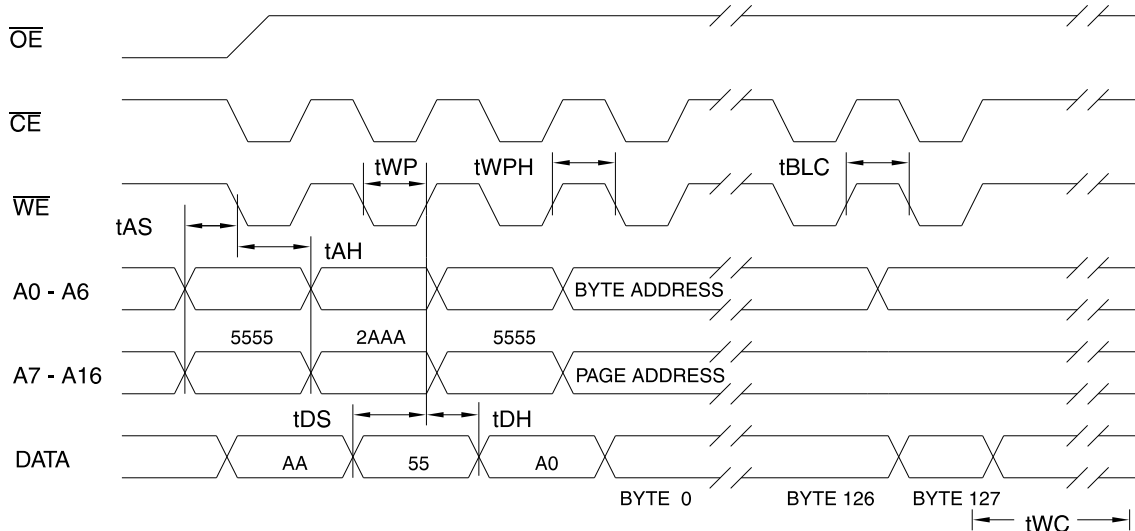 OE
CE
tWP tWPH tBLC
WE
tAS
tAH
A0 - A6 BYTE ADDRESS
5555 2AAA 5555
A7 - A16 PAGE ADDRESS
tDS tDH
DATA AA 55 A0
BYTE 0 BYTE 126 BYTE 127
tWC